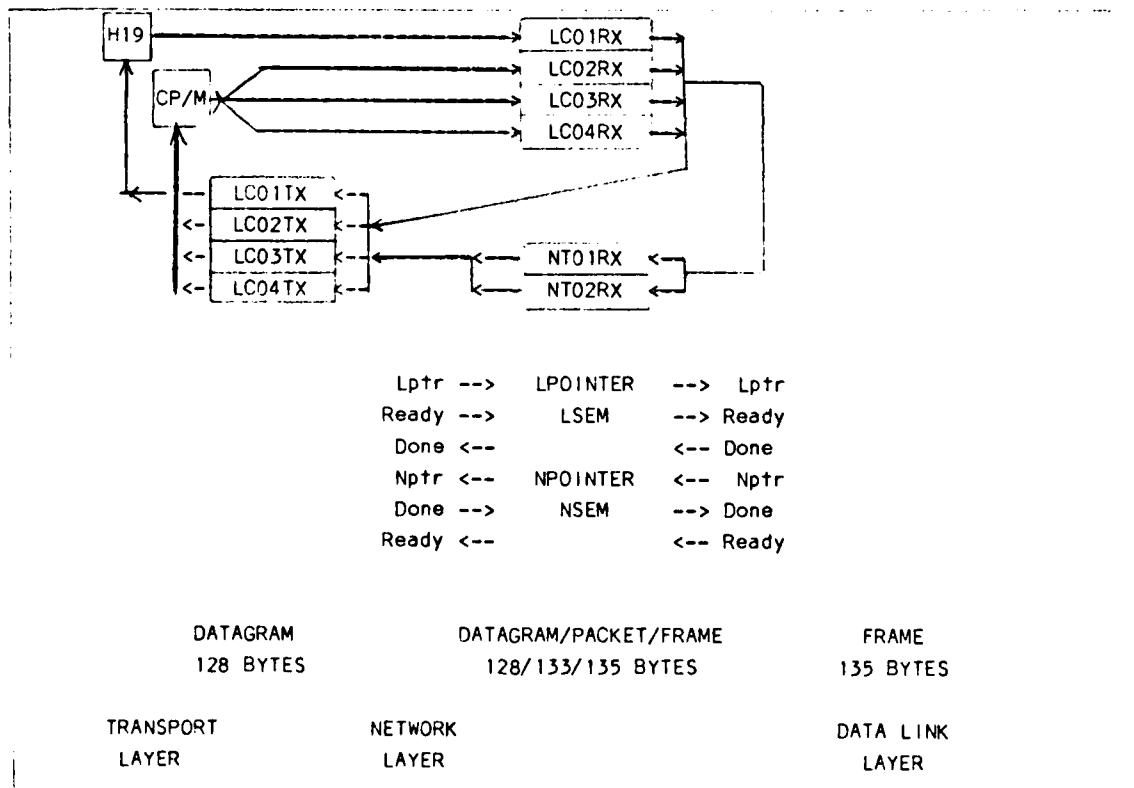 H19
LC01RX
LC02RX
CP/M
LC03RX
LC04RX
LC01TX
LC02TX
LC03TX
NT01RX
LC04TX
NT02RX
Lptr --> LPOINTER --> Lptr
Ready --> LSEM --> Ready
Done <-- <-- Done
Nptr <-- NPOINTER <-- Nptr
Done --> NSEM --> Done
Ready <-- <-- Ready
DATAGRAM DATAGRAM/PACKET/FRAME FRAME
128 BYTES 128/133/135 BYTES 135 BYTES
TRANSPORT NETWORK DATA LINK
LAYER LAYER LAYER